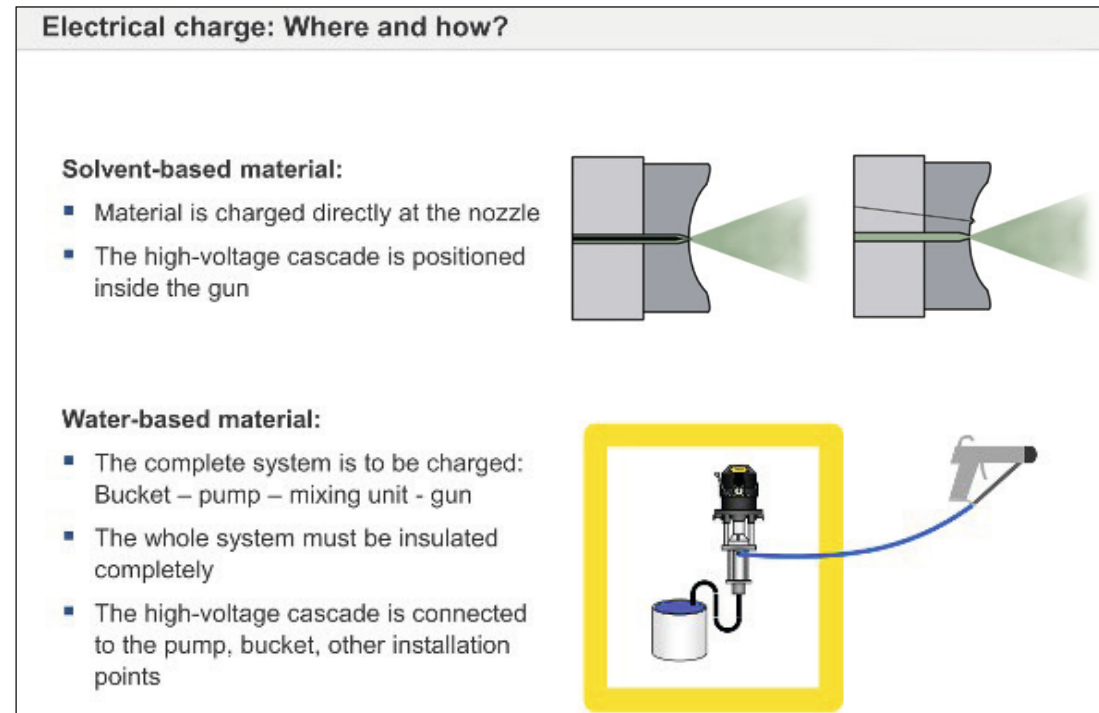 Electrical charge: Where and how?
Solvent-based material:
▪ Material is charged directly at the nozzle
▪ The high-voltage cascade is positioned
inside the gun
Water-based material:
▪ The complete system is to be charged:
Bucket – pump – mixing unit - gun
▪ The whole system must be insulated
completely
▪ The high-voltage cascade is connected
to the pump, bucket, other installation
points